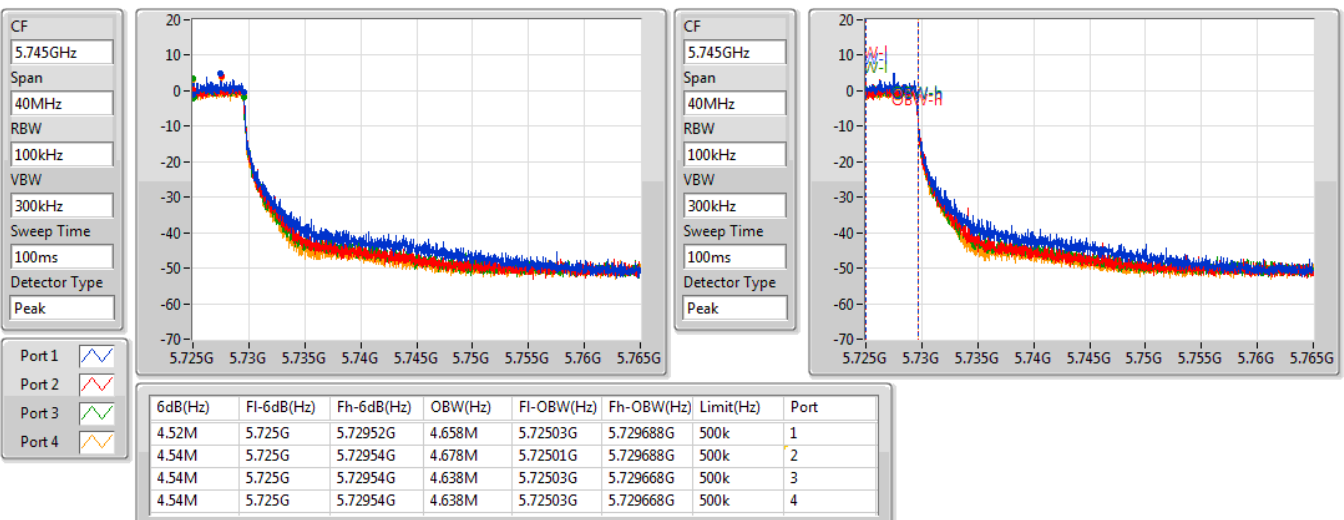 CF
5.745GHz
Span
40MHz
RBW
100kHz
VBW
300kHz
Sweep Time
100ms
Detector Type
Peak
20
10
0
-10
-20
-30
-40
-50
-60
-70
5.725G 5.73G 5.735G 5.74G 5.745G 5.75G 5.755G 5.76G 5.765G
CF
5.745GHz
Span
40MHz
RBW
100kHz
VBW
300kHz
Sweep Time
100ms
Detector Type
Peak
20
10
0
-10
-20
-30
-40
-50
-60
-70
OBW-h
5.725G 5.73G 5.735G 5.74G 5.745G 5.75G 5.755G 5.76G 5.765G
Port 1
Port 2
Port 3
Port 4
6dB(Hz) Fl-6dB(Hz) Fh-6dB(Hz) OBW(Hz) Fl-OBW(Hz) Fh-OBW(Hz) Limit(Hz) Port
4.52M 5.725G 5.72952G 4.658M 5.72503G 5.729688G 500k 1
4.54M 5.725G 5.72954G 4.678M 5.72501G 5.729688G 500k 2
4.54M 5.725G 5.72954G 4.638M 5.72503G 5.729668G 500k 3
4.54M 5.725G 5.72954G 4.638M 5.72503G 5.729668G 500k 4